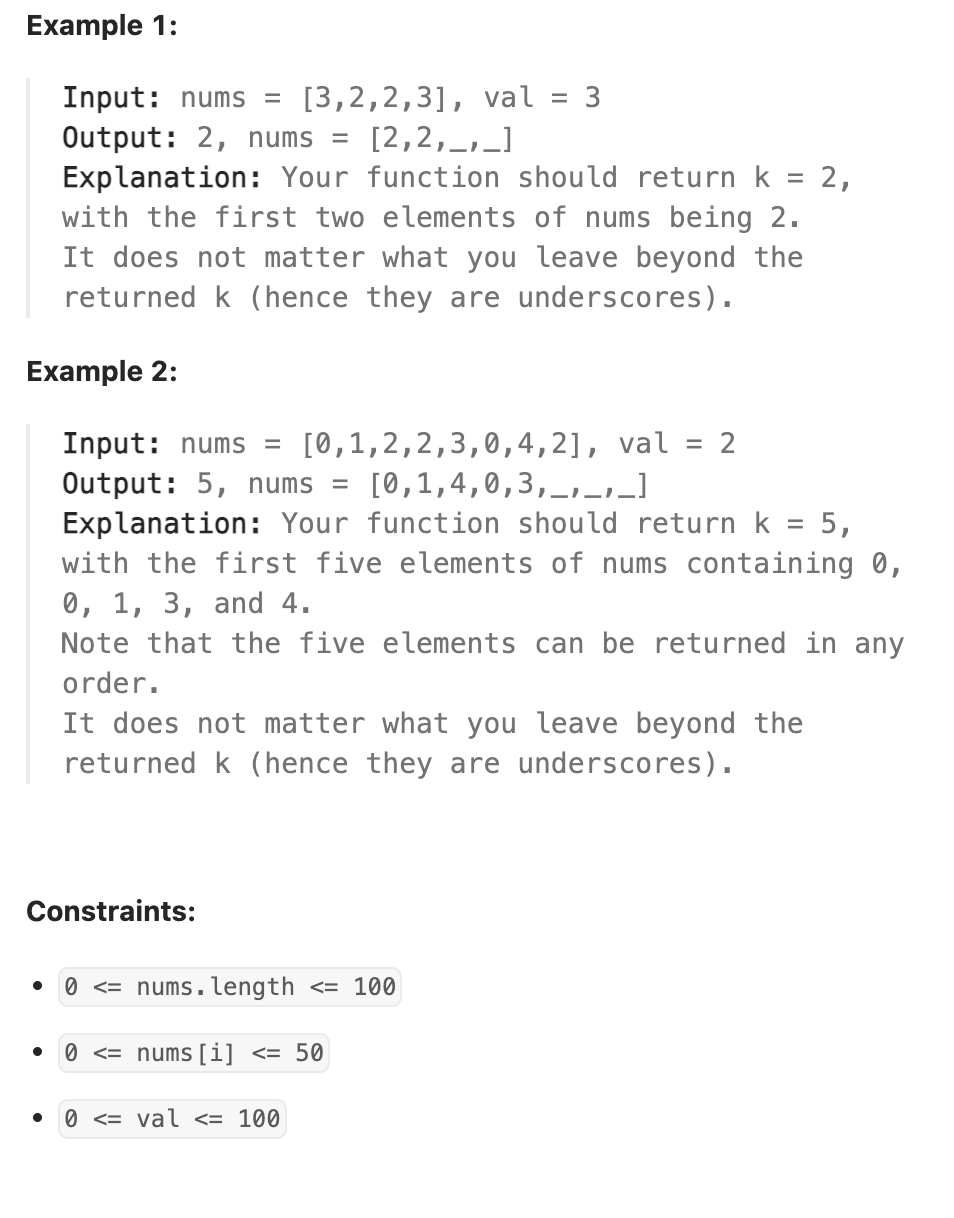 Example 1:
Input: nums = [3,2,2,3], val = 3
Output: 2, nums = [2,2,_,_]
Explanation: Your function should return k = 2,
with the first two elements of nums being 2.
It does not matter what you leave beyond the
returned k (hence they are underscores).
Example 2:
Input: nums = [0,1,2,2,3,0,4,2], val = 2
Output: 5, nums = [0,1,4,0,3,_,_,_]
Explanation: Your function should return k = 5,
with the first five elements of nums containing 0,
0, 1, 3, and 4.
Note that the five elements can be returned in any
order.
It does not matter what you leave beyond the
returned k (hence they are underscores).
Constraints:
• 0 <= nums.length <= 100
• 0 <= nums[i] <= 50
• 0 <= val <= 100